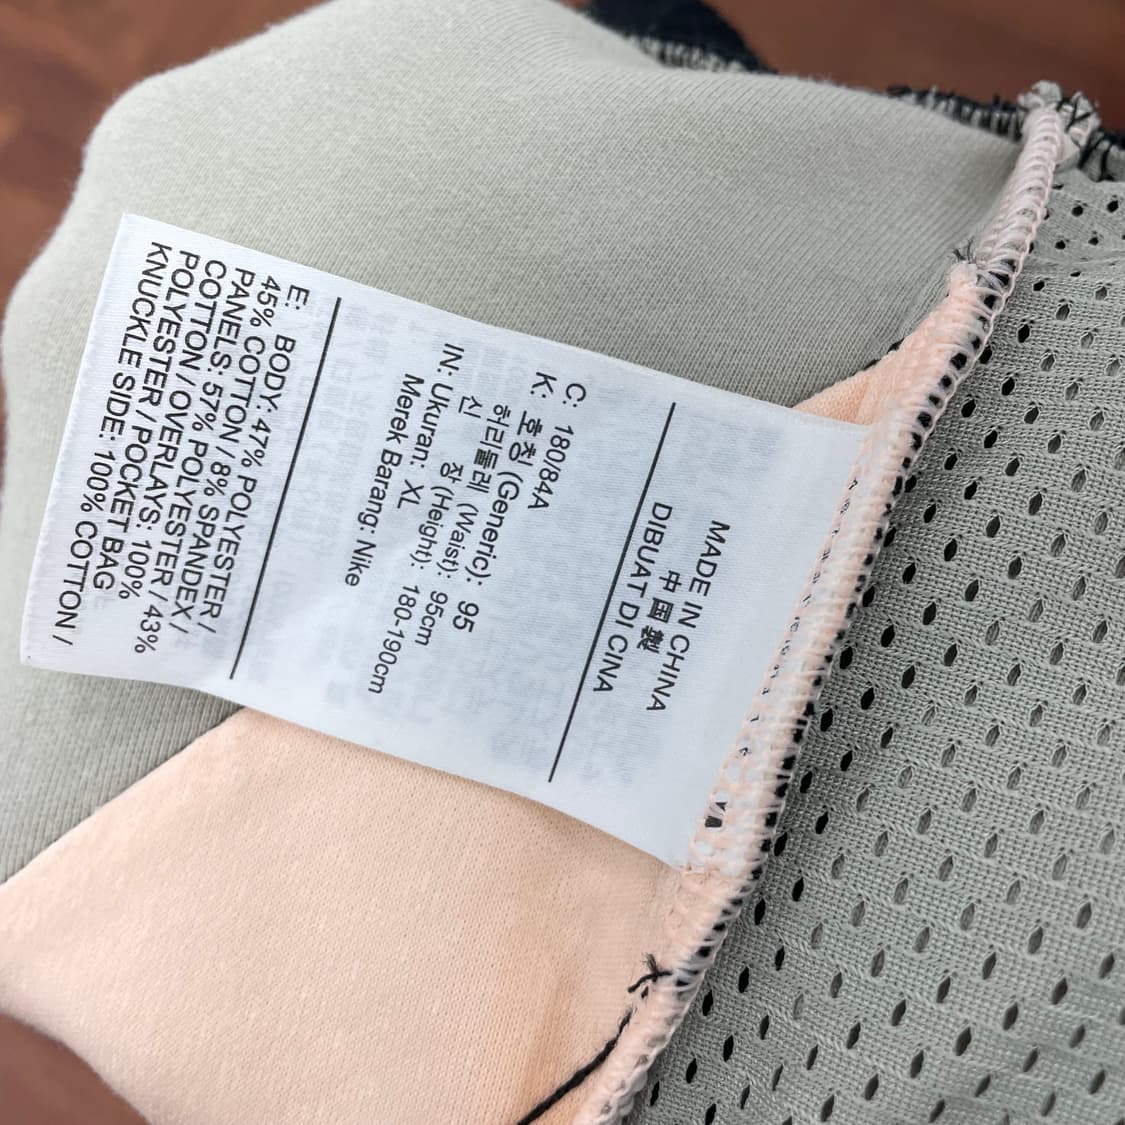 MADE IN CHINA
中國製
DIBUAT DI CINA
C: 180/84A
K: 호칭 (Generic): 95
허리둘레 (Waist): 95cm
신 장 (Height): 180-190cm
IN: Ukuran: XL
Merek Barang: Nike
E: BODY: 47% POLYESTER /
45% COTTON / 8% SPANDEX /
PANELS: 57% POLYESTER / 43%
COTTON / OVERLAYS: 100%
POLYESTER / POCKET BAG
KNUCKLE SIDE: 100% COTTON /